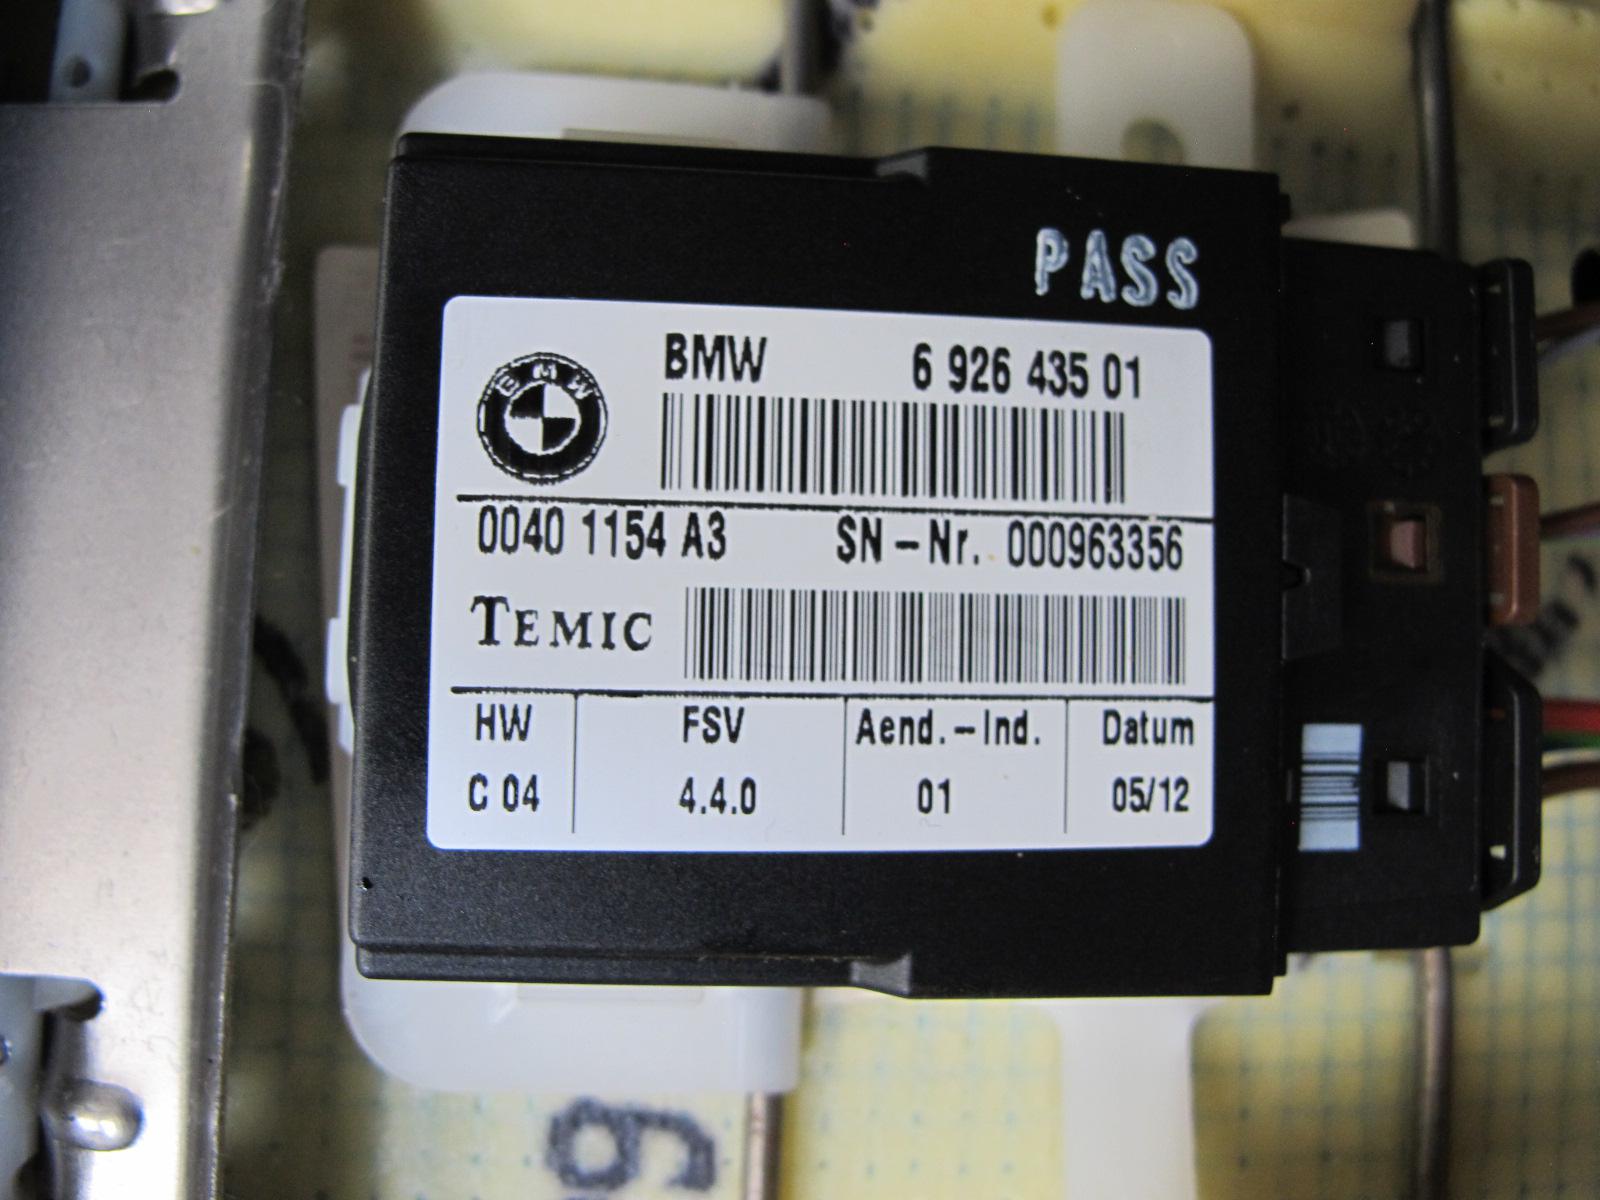 PASS
BMW 6 926 435 01
BMW
0040 1154 A3 SN-Nr. 000963356
TEMIC
HW FSV Aend.-Ind. Datum
C 04 4.4.0 01 05/12